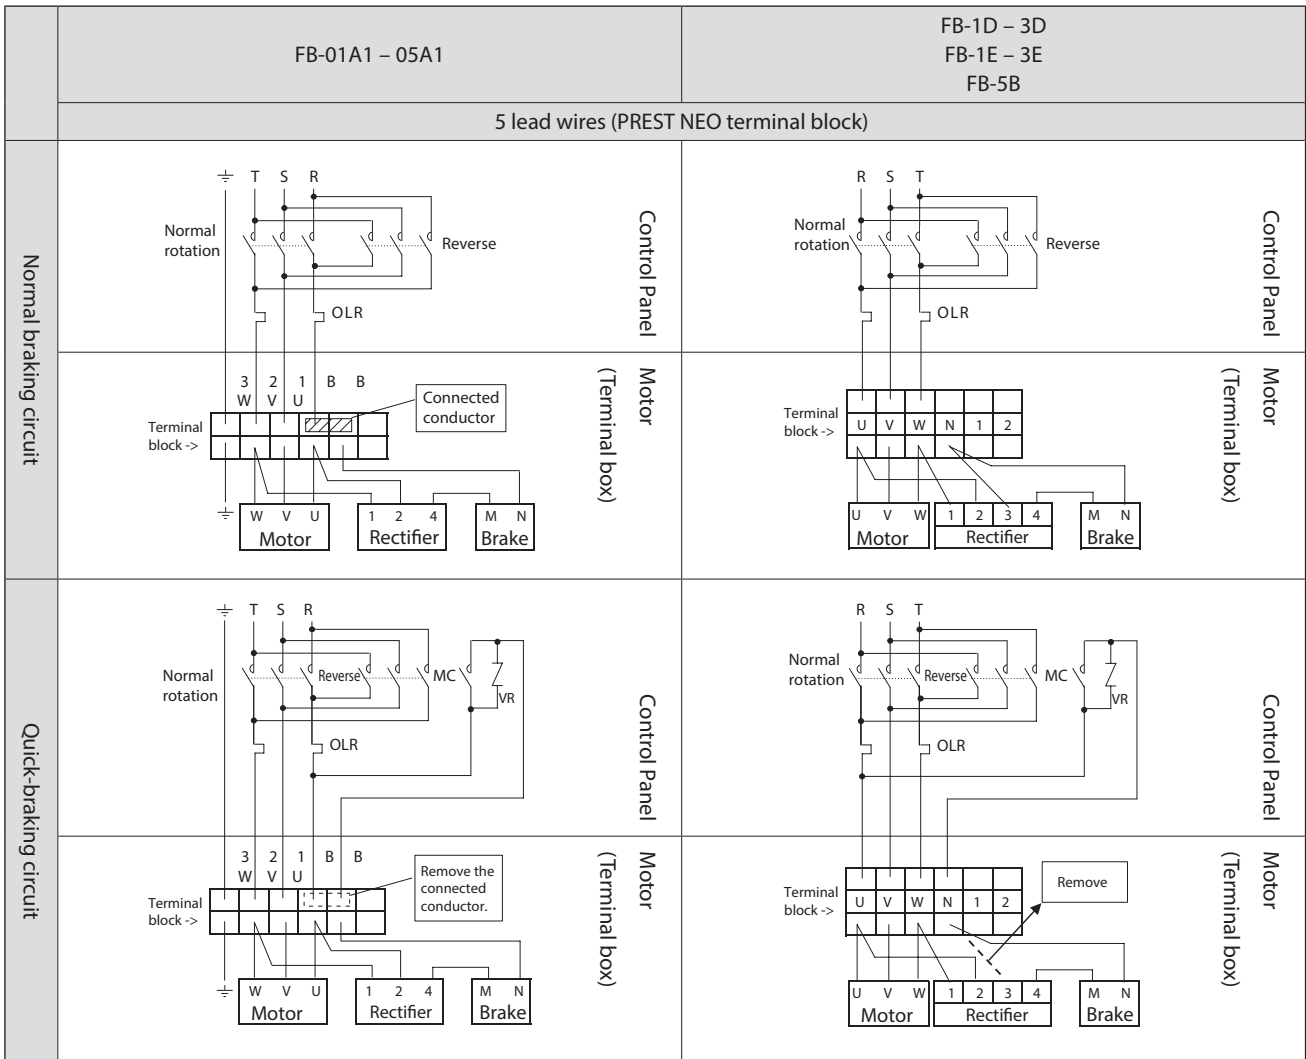 FB-01A1 – 05A1
FB-1D – 3D
FB-1E – 3E
FB-5B
5 lead wires (PREST NEO terminal block)
Normal braking circuit
T S R
Normal
rotation
Reverse
OLR
Control Panel
3 2 1 B B
W V U
Connected
conductor
Terminal
block ->
W V U
Motor
1 2 4
Rectifier
M N
Brake
Motor
(Terminal box)
R S T
Normal
rotation
Reverse
OLR
Control Panel
Terminal
block ->
U V W N 1 2
U V W
Motor
1 2 3 4
Rectifier
M N
Brake
Motor
(Terminal box)
Quick-braking circuit
T S R
Normal
rotation
Reverse
MC
VR
OLR
Control Panel
3 2 1 B B
W V U
Remove the
connected
conductor.
Terminal
block ->
W V U
Motor
1 2 4
Rectifier
M N
Brake
Motor
(Terminal box)
R S T
Normal
rotation
Reverse
MC
VR
OLR
Control Panel
Remove
Terminal
block ->
U V W N 1 2
U V W
Motor
1 2 3 4
Rectifier
M N
Brake
Motor
(Terminal box)